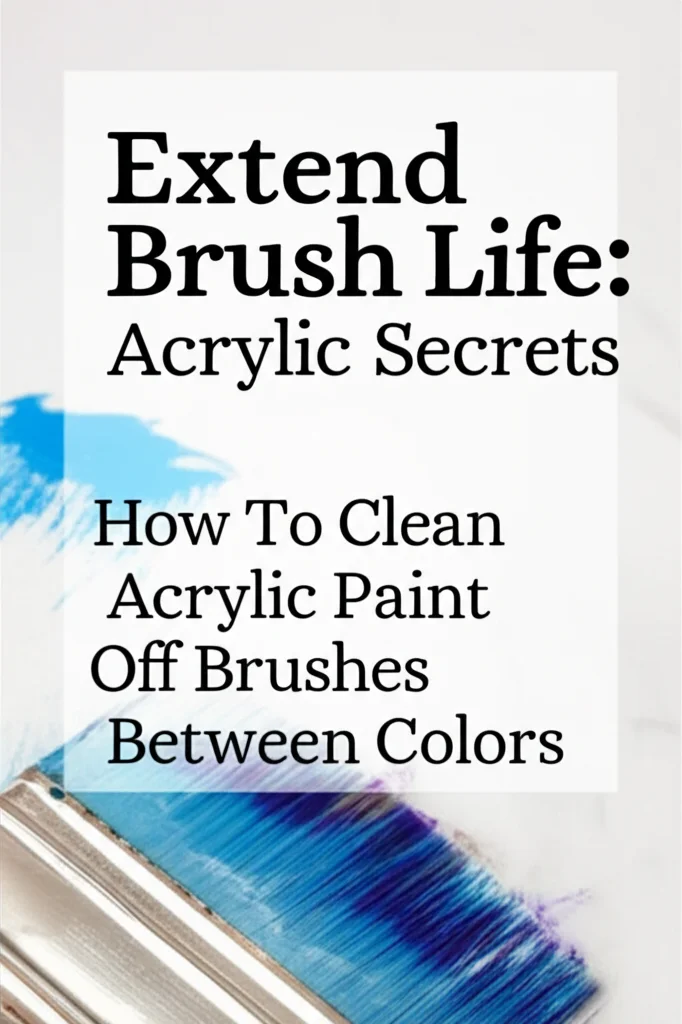 Extend
Brush Life:
Acrylic Secrets
How To Clean
Acrylic Paint
Off Brushes
Between Colors